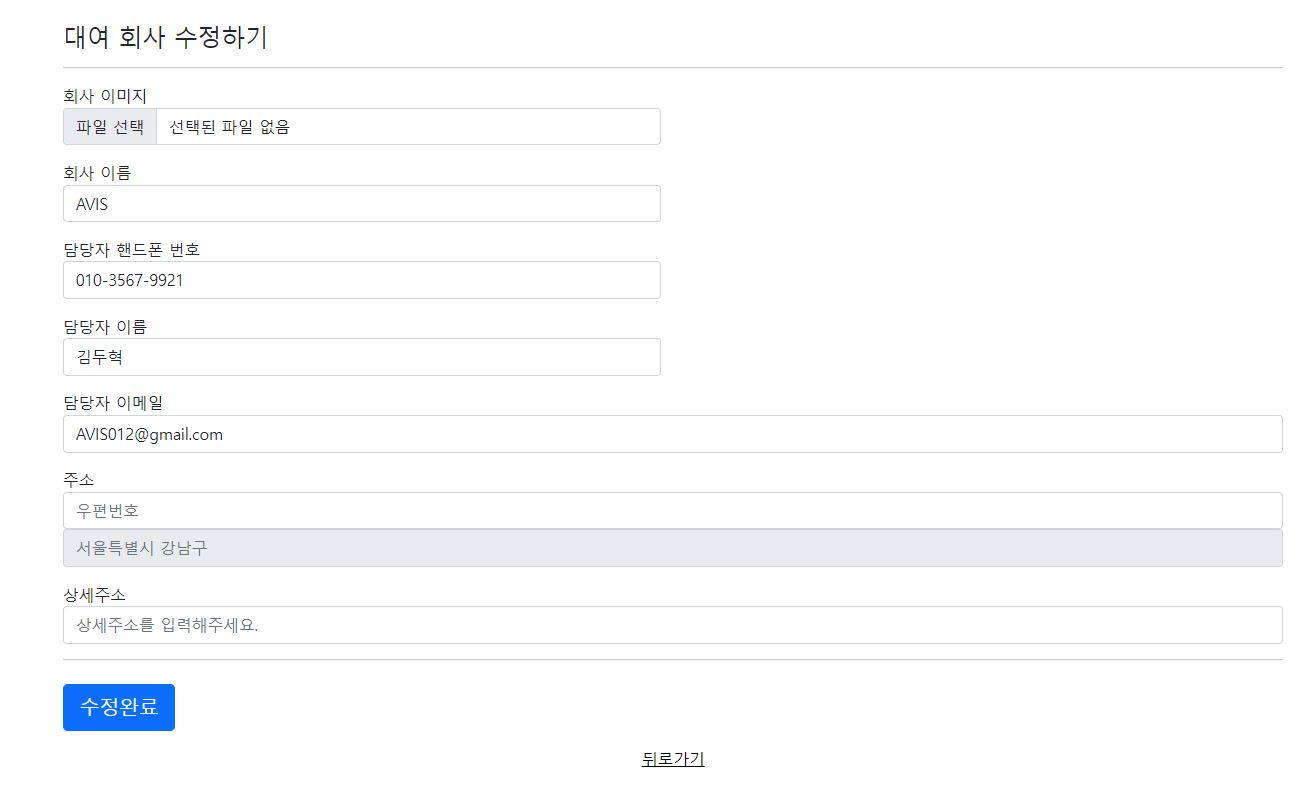 대여 회사 수정하기
회사 이미지
파일 선택 선택된 파일 없음
회사 이름
AVIS
담당자 핸드폰 번호
010-3567-9921
담당자 이름
김두혁
담당자 이메일
AVIS012@gmail.com
주소
우편번호
서울특별시 강남구
상세주소
상세주소를 입력해주세요.
수정완료
뒤로가기